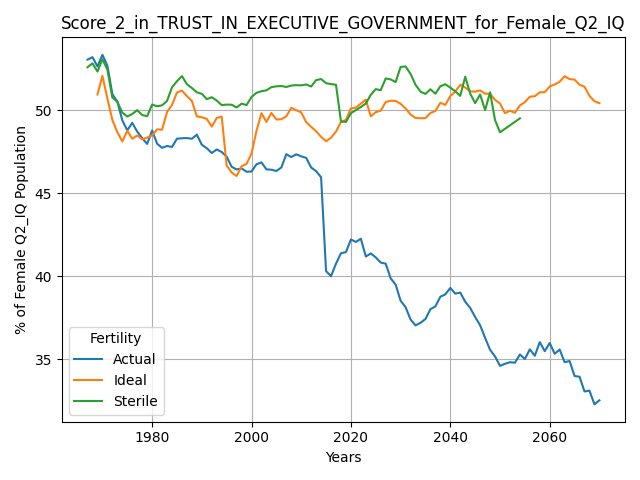 Score_2_in_TRUST_IN_EXECUTIVE_GOVERNMENT_for_Female_Q2_IQ
% of Female Q2_IQ Population
50
45
40
35
Fertility
Actual
Ideal
Sterile
1980
2000
2020
2040
2060
Years